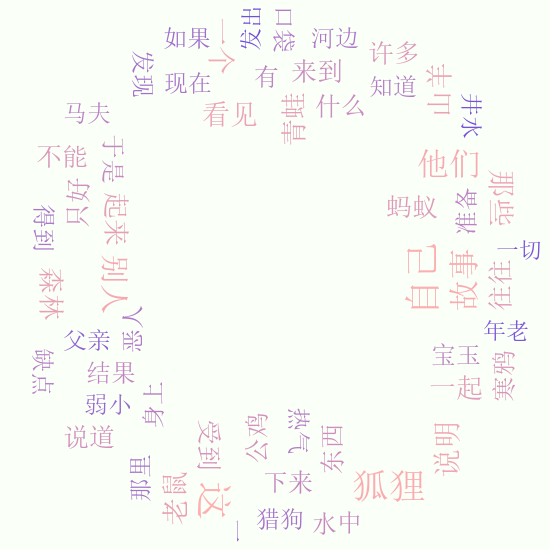 发出
口袋
一个
如果
河边
许多
发现
现在
有
来到
知道
山羊
马夫
看见
青蛙
什么
井水
不能
于是
他们
那些
只好
起来
蚂蚁
准备
得到
一切
别人
自己
故事
往往
森林
恶人
年老
父亲
宝玉
寒鸦
缺点
结果
一起
弱小
身上
说道
受到
公鸡
热气
东西
说明
那里
老鼠
这
下来
狐狸
一
猎狗
水中